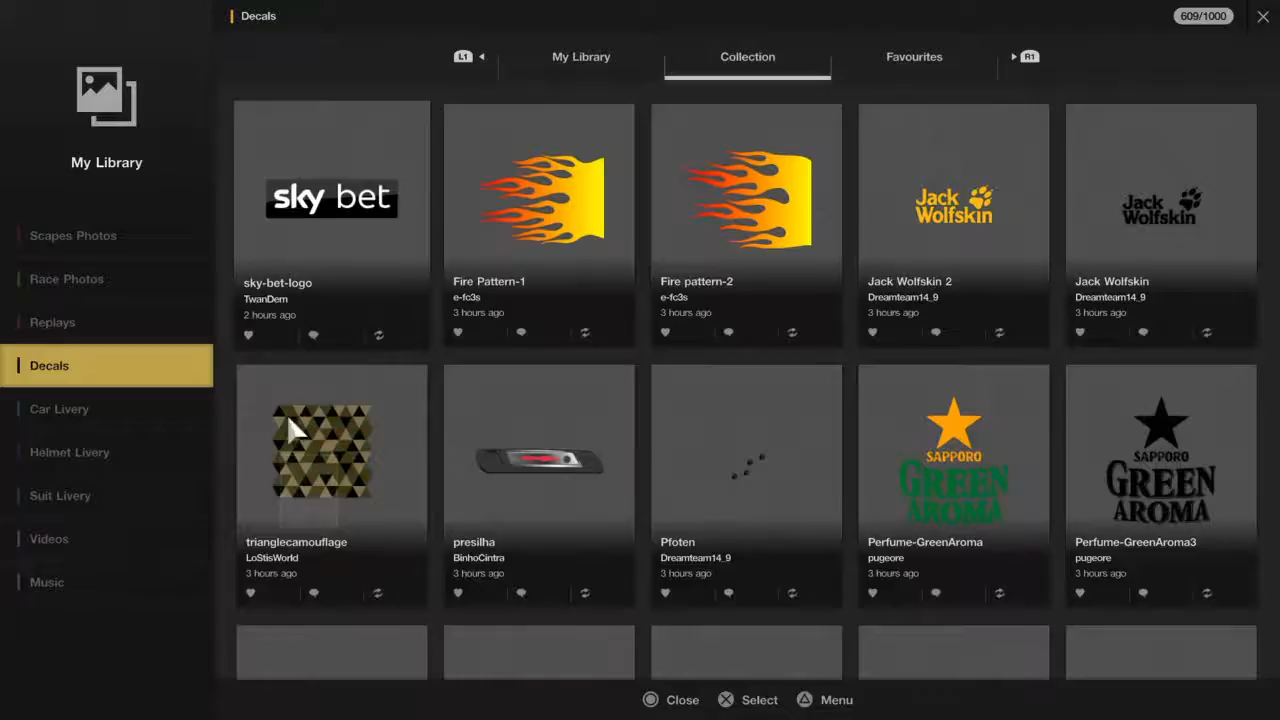 Decals
609/1000
L1
My Library
Collection
Favourites
R1
My Library
Scapes Photos
Race Photos
Replays
Decals
Car Livery
Helmet Livery
Suit Livery
Videos
Music
sky bet
sky-bet-logo
TwanDem
2 hours ago
Fire Pattern-1
e-fc3s
3 hours ago
Fire pattern-2
e-fc3s
3 hours ago
Jack
Wolfskin
Jack Wolfskin 2
Dreamteam14_9
3 hours ago
Jack
Wolfskin
Jack Wolfskin
Dreamteam14_9
3 hours ago
trianglecamouflage
LoStisWorld
3 hours ago
presilha
BinhoCintra
3 hours ago
Pfoten
Dreamteam14_9
3 hours ago
SAPPORO
GREEN
AROMA
Perfume-GreenAroma
pugeore
3 hours ago
SAPPORO
GREEN
AROMA
Perfume-GreenAroma3
pugeore
3 hours ago
Close
Select
Menu